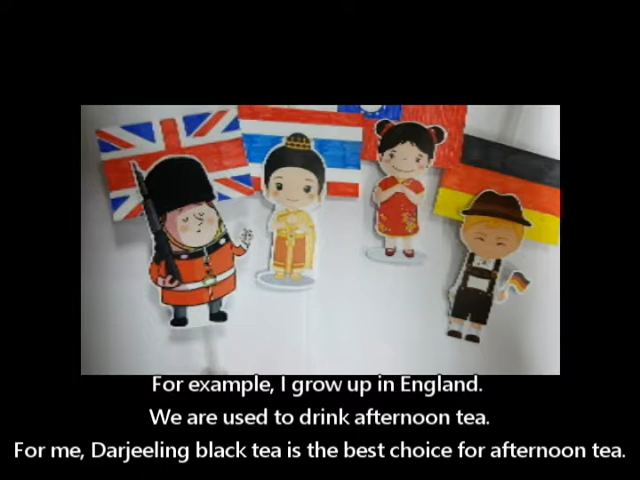 For example, I grow up in England.
We are used to drink afternoon tea.
For me, Darjeeling black tea is the best choice for afternoon tea.